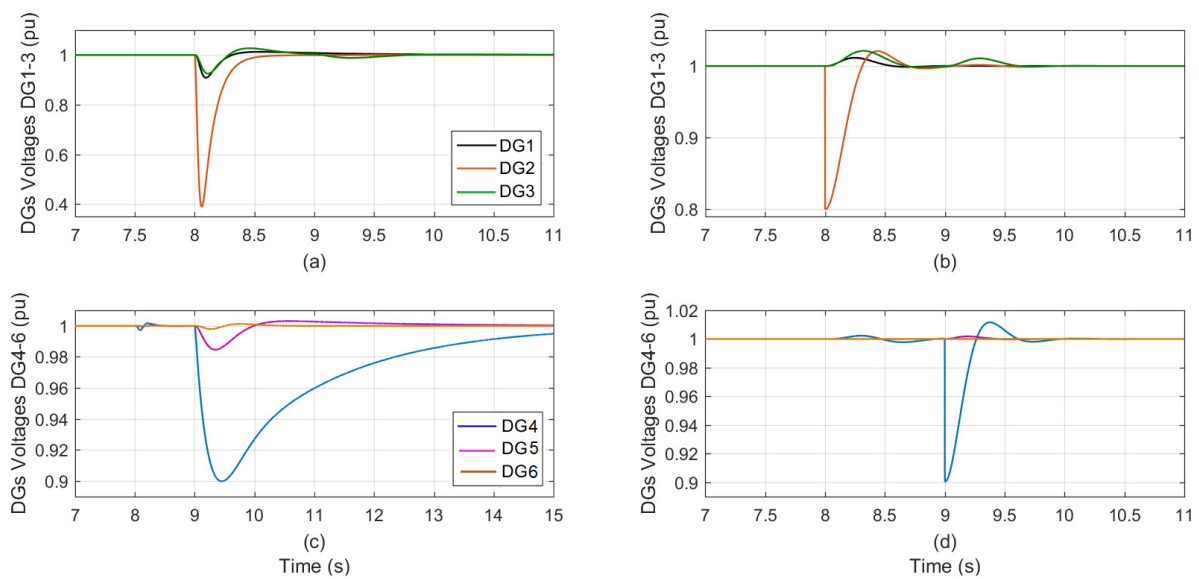 DGs Voltages DG1-3 (pu)
1
0.8
0.6
0.4
DG1
DG2
DG3
7 7.5 8 8.5 9 9.5 10 10.5 11
(a)
DGs Voltages DG1-3 (pu)
1
0.9
0.8
7 7.5 8 8.5 9 9.5 10 10.5 11
(b)
DGs Voltages DG4-6 (pu)
1
0.98
0.96
0.94
0.92
0.9
DG4
DG5
DG6
7 8 9 10 11 12 13 14 15
(c)
Time (s)
DGs Voltages DG4-6 (pu)
1.02
1
0.98
0.96
0.94
0.92
0.9
7 7.5 8 8.5 9 9.5 10 10.5 11
(d)
Time (s)